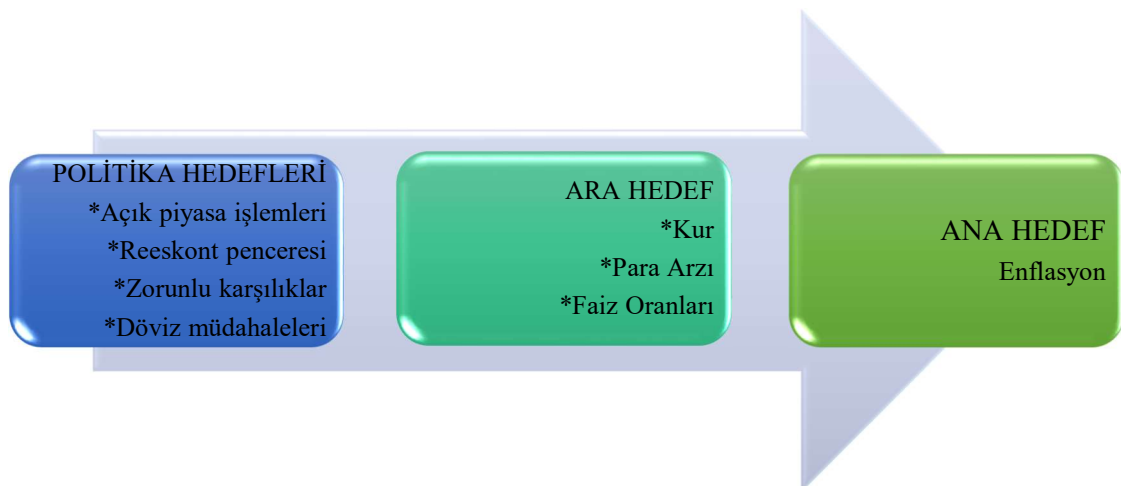 POLİTİKA HEDEFLERİ
*Açık piyasa işlemleri
*Reeskont penceresi
*Zorunlu karşılıklar
*Döviz müdahaleleri
ARA HEDEF
*Kur
*Para Arzı
*Faiz Oranları
ANA HEDEF
Enflasyon